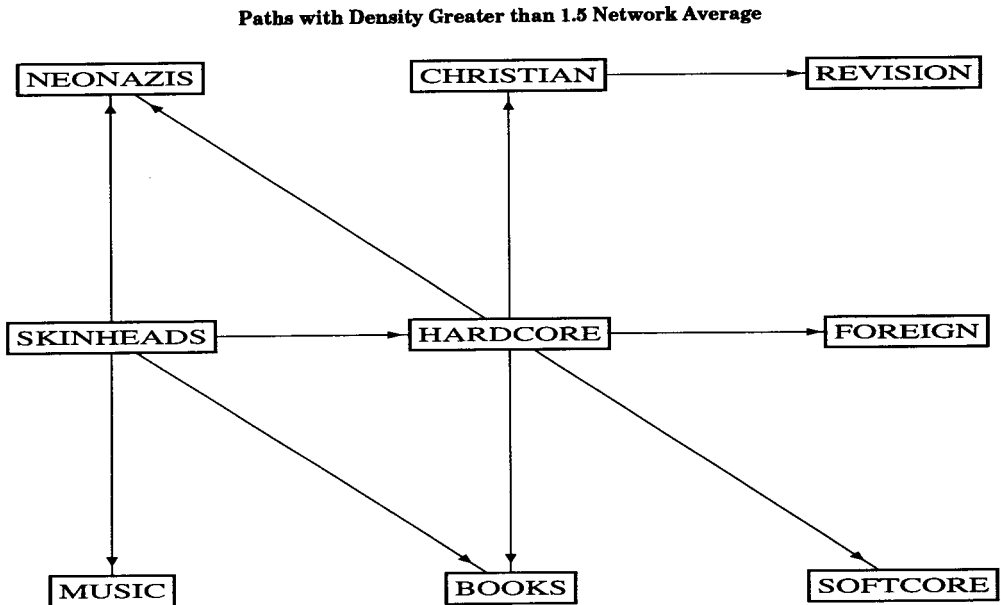 Paths with Density Greater than 1.5 Network Average
NEONAZIS
CHRISTIAN
REVISION
SKINHEADS
HARDCORE
FOREIGN
MUSIC
BOOKS
SOFTCORE